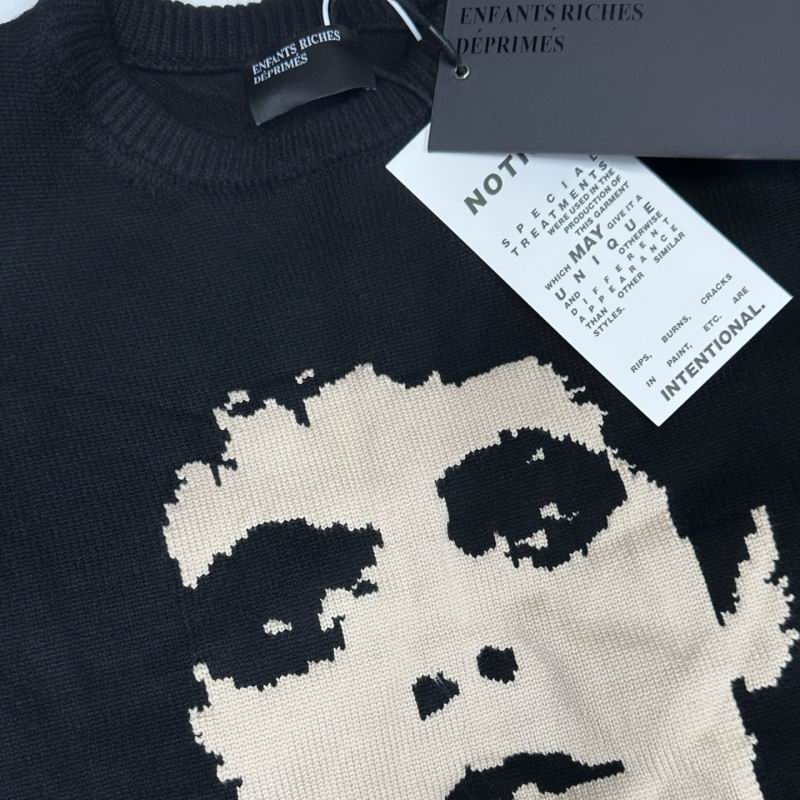 ENFANTS RICHES
DÉPRIMÉS
ENFANTS RICHES
DÉPRIMÉS
SPECIAL
TREATMENTS
WERE USED IN THE
PRODUCTION OF
THIS GARMENT
WHICH MAY GIVE IT A
UNIQUE
AND OTHERWISE
DIFFERENT
APPEARANCE
THAN OTHER SIMILAR
STYLES.
RIPS, BURNS, CRACKS
IN PAINT, ETC. ARE
INTENTIONAL.